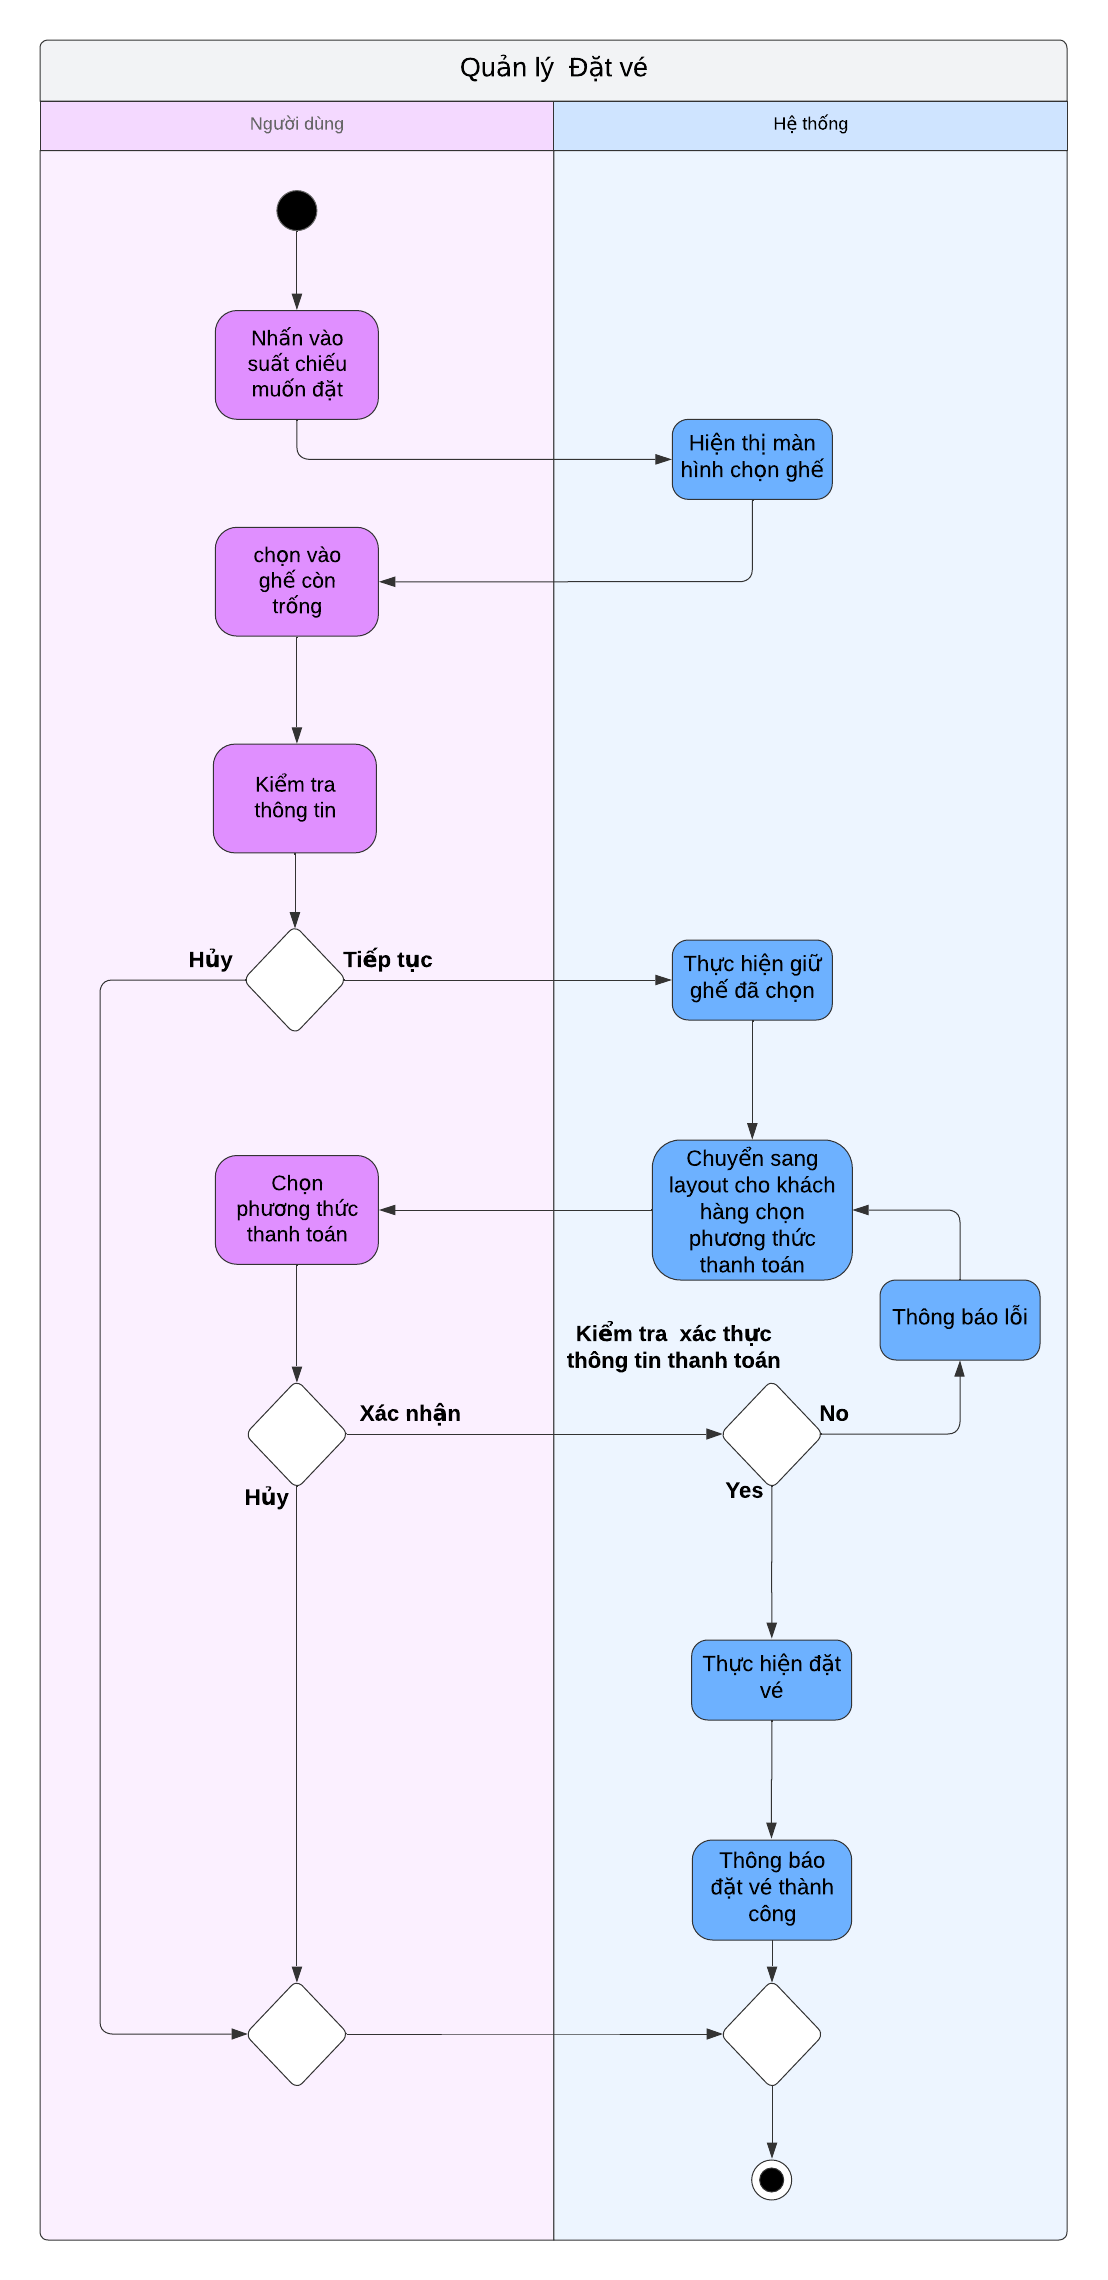 Quản lý  Đặt vé
Người dùng
Hệ thống
Nhấn vào
suất chiếu
muốn đặt
Hiện thị màn
hình chọn ghế
chọn vào
ghế còn
trống
Kiểm tra
thông tin
Hủy
Tiếp tục
Thực hiện giữ
ghế đã chọn
Chuyển sang
layout cho khách
hàng chọn
phương thức
thanh toán
Chọn
phương thức
thanh toán
Thông báo lỗi
Kiểm tra  xác thực
thông tin thanh toán
Xác nhận
No
Hủy
Yes
Thực hiện đặt
vé
Thông báo
đặt vé thành
công